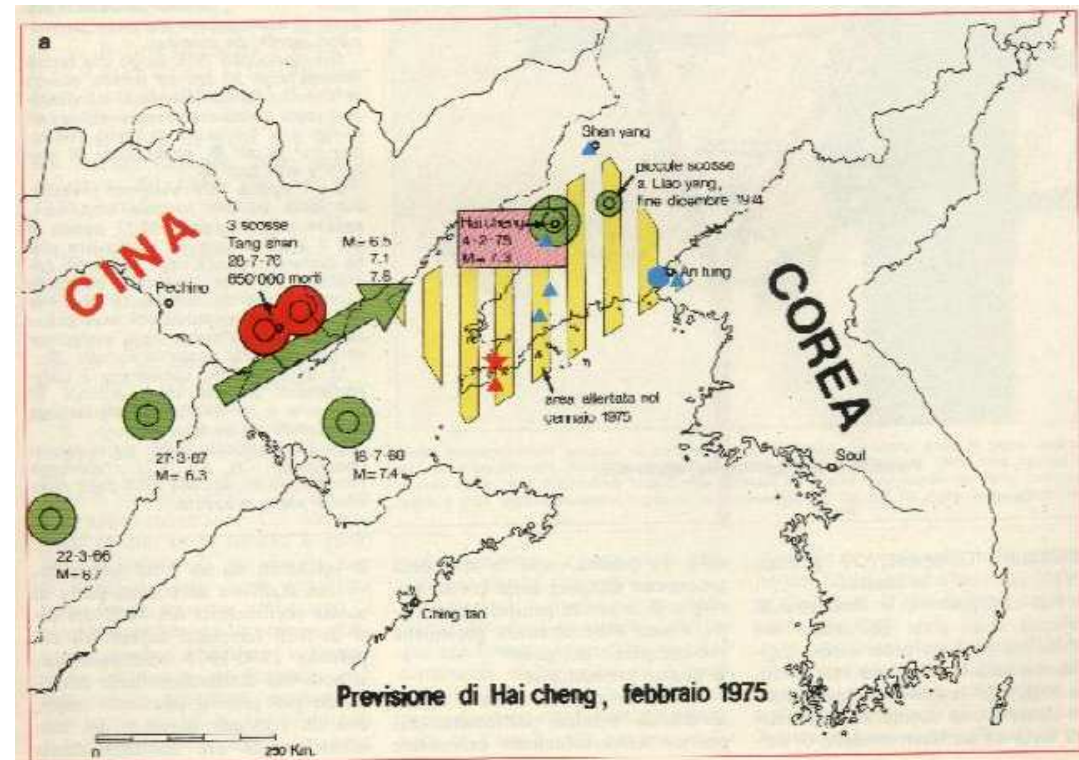 a
CINA
3 scosse
Tang shan
28-7-76
650'000 morti
M=6.5
7.1
7.8
Pechino
Shen yang
piccole scosse
a Liao yang,
fine dicembre 1974
Hai cheng
4-2-75
M=7.3
An tung
COREA
area allertata nel
gennaio 1975
27-3-67
M=6.3
18-7-69
M=7.4
Soul
22-3-66
M=6.7
Ching tao
Previsione di Hai cheng, febbraio 1975
0 250 Km.